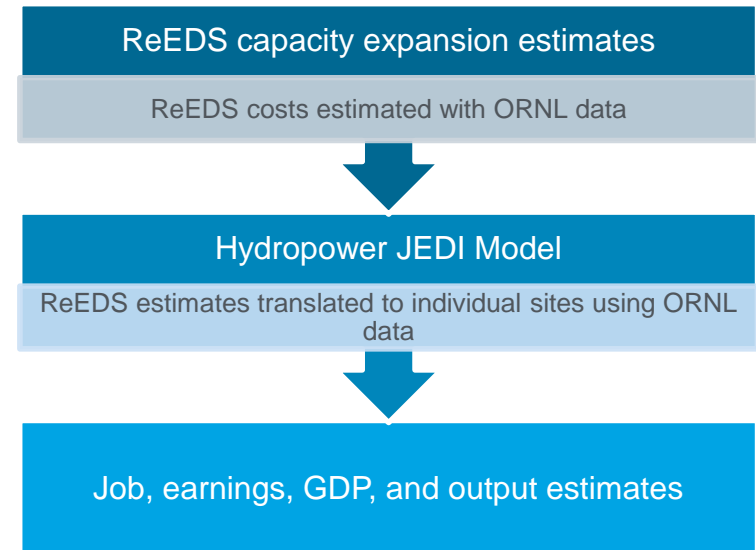 ReEDS capacity expansion estimates
ReEDS costs estimated with ORNL data
Hydropower JEDI Model
ReEDS estimates translated to individual sites using ORNL
data
Job, earnings, GDP, and output estimates